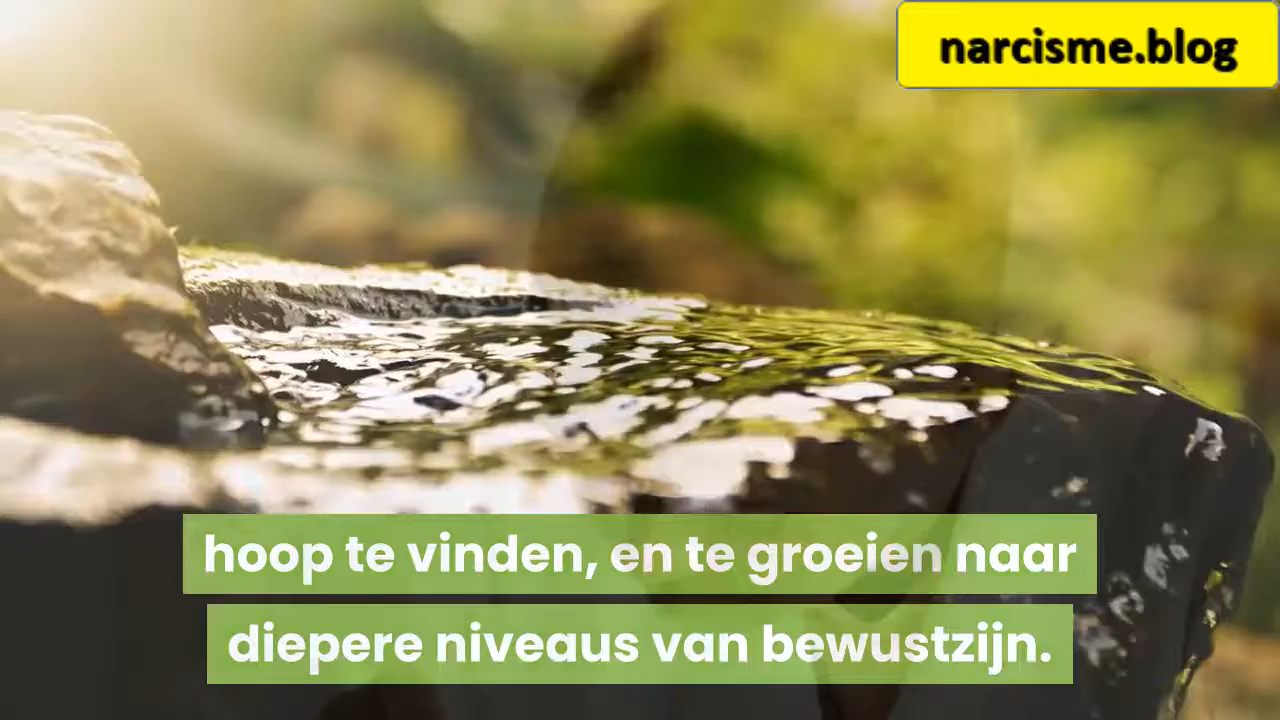 narcisme.blog
hoop te vinden, en te groeien naar
diepere niveaus van bewustzijn.